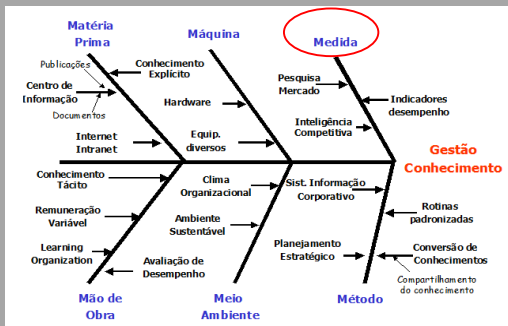 Matéria
Prima
Máquina
Medida
Publicações
Conhecimento
Explícito
Centro de
Informação
Documentos
Internet
Intranet
Hardware
Equip.
diversos
Pesquisa
Mercado
Indicadores
desempenho
Inteligência
Competitiva
Gestão
Conhecimento
Conhecimento
Tácito
Remuneração
Variável
Learning
Organization
Avaliação de
Desempenho
Clima
Organizacional
Ambiente
Sustentável
Sist. Informação
Corporativo
Rotinas
padronizadas
Planejamento
Estratégico
Conversão de
Conhecimentos
Compartilhamento
do conhecimento
Mão de
Obra
Meio
Ambiente
Método